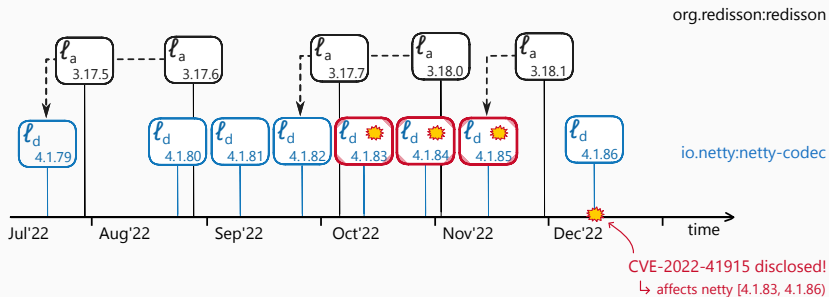 org.redisson:redisson
ℓa 3.17.5
ℓa 3.17.6
ℓa 3.17.7
ℓa 3.18.0
ℓa 3.18.1
ℓd 4.1.79
ℓd 4.1.80
ℓd 4.1.81
ℓd 4.1.82
ℓd 4.1.83
ℓd 4.1.84
ℓd 4.1.85
ℓd 4.1.86
io.netty:netty-codec
Jul'22 Aug'22 Sep'22 Oct'22 Nov'22 Dec'22 time
CVE-2022-41915 disclosed!
↳ affects netty [4.1.83, 4.1.86)